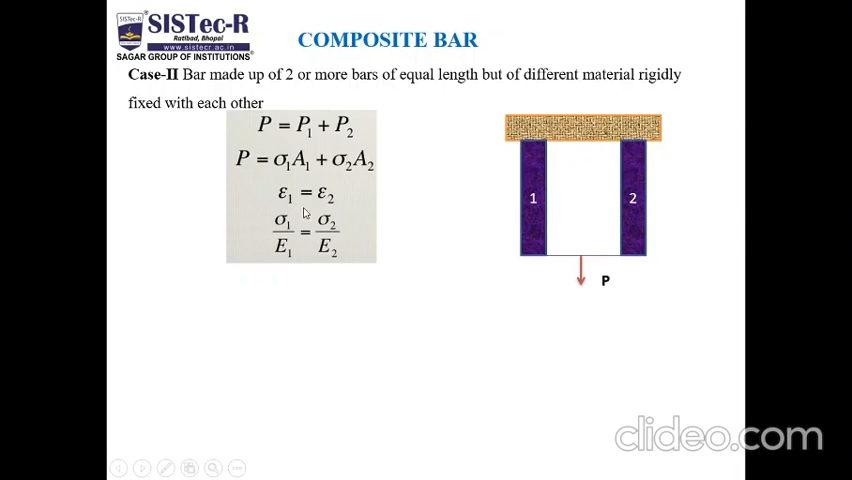 SISTec-R
Ratibad, Bhopal
www.sistecr.ac.in
SAGAR GROUP OF INSTITUTIONS®
COMPOSITE BAR
Case-II Bar made up of 2 or more bars of equal length but of different material rigidly
fixed with each other
P = P₁ + P₂
P = σ₁A₁ + σ₂A₂
ε₁ = ε₂
σ₁/E₁ = σ₂/E₂
1 2
P
clideo.com